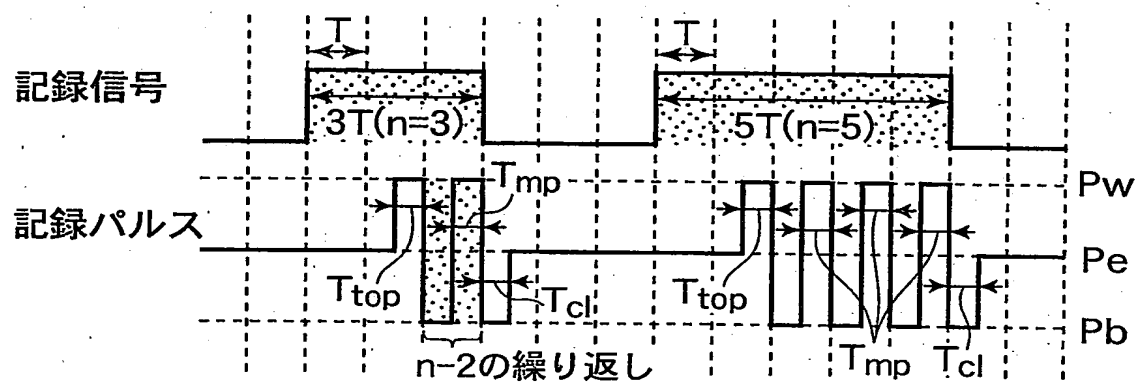 T T
記録信号
3T(n=3) 5T(n=5)
Tmp Pw
記録パルス
Pe
Ttop Tcl Ttop
Pb
n-2の繰り返し Tmp Tcl